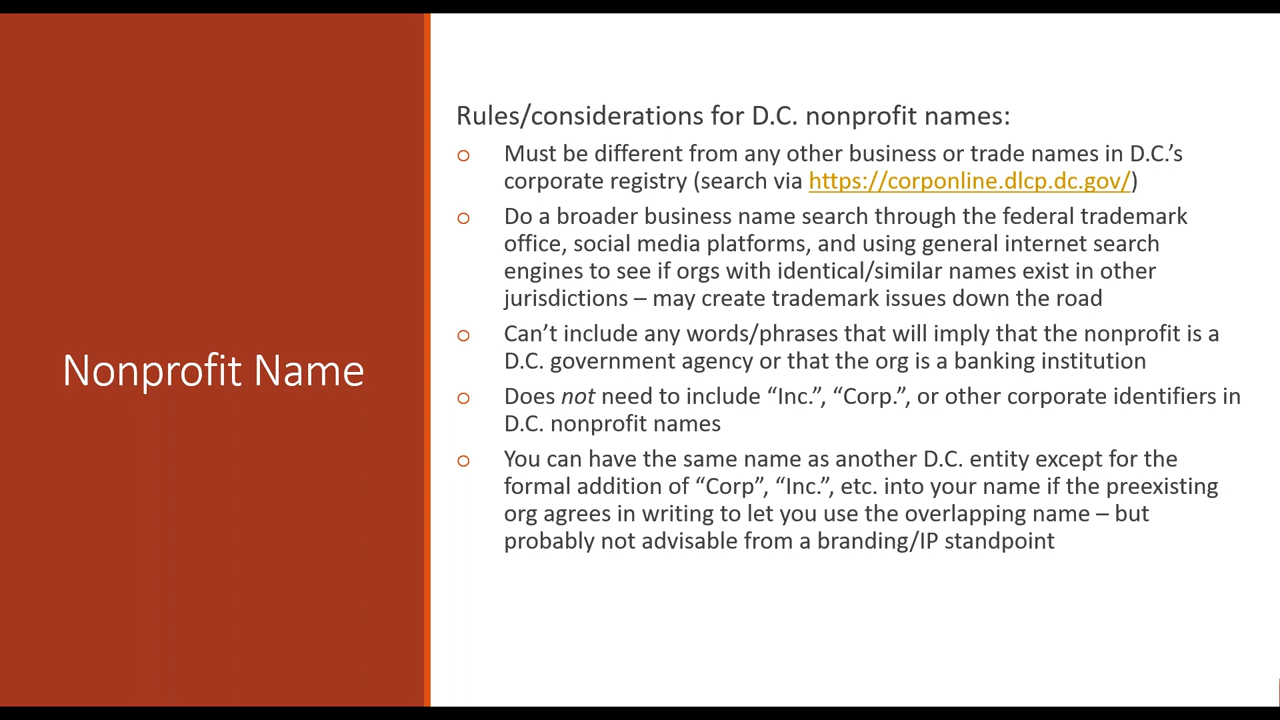 Nonprofit Name
Rules/considerations for D.C. nonprofit names:
o Must be different from any other business or trade names in D.C.’s
corporate registry (search via https://corponline.dlcp.dc.gov/)
o Do a broader business name search through the federal trademark
office, social media platforms, and using general internet search
engines to see if orgs with identical/similar names exist in other
jurisdictions – may create trademark issues down the road
o Can’t include any words/phrases that will imply that the nonprofit is a
D.C. government agency or that the org is a banking institution
o Does not need to include “Inc.”, “Corp.”, or other corporate identifiers in
D.C. nonprofit names
o You can have the same name as another D.C. entity except for the
formal addition of “Corp”, “Inc.”, etc. into your name if the preexisting
org agrees in writing to let you use the overlapping name – but
probably not advisable from a branding/IP standpoint